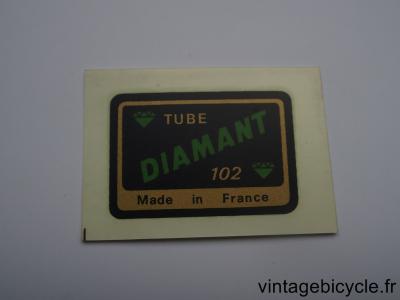 TUBE
DIAMANT
102
Made in France
vintagebicycle.fr